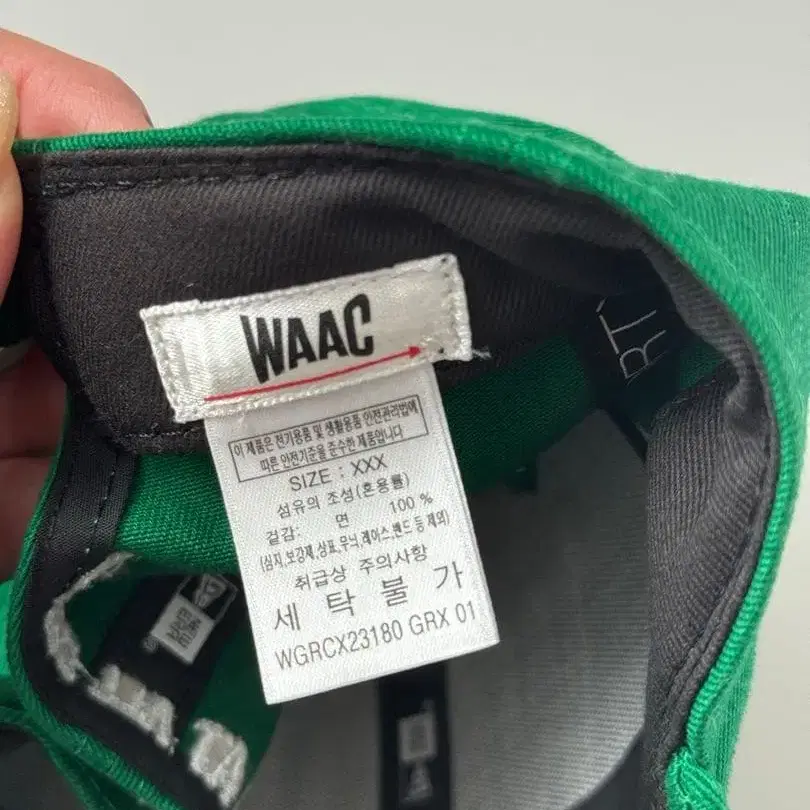 WAAC
이 제품은 전기용품 및 생활용품 안전관리법에
따른 안전기준을 준수한 제품입니다
SIZE : XXX
섬유의 조성(혼용률)
겉감: 면 100 %
(심지,보강제,상표,무늬,레이스,밴드 등 제외)
취급상 주의사항
세 탁 불 가
WGRCX23180 GRX 01
RT